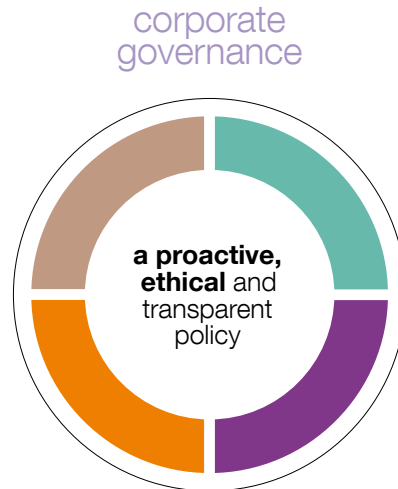 corporate
governance
a proactive,
ethical and
transparent
policy